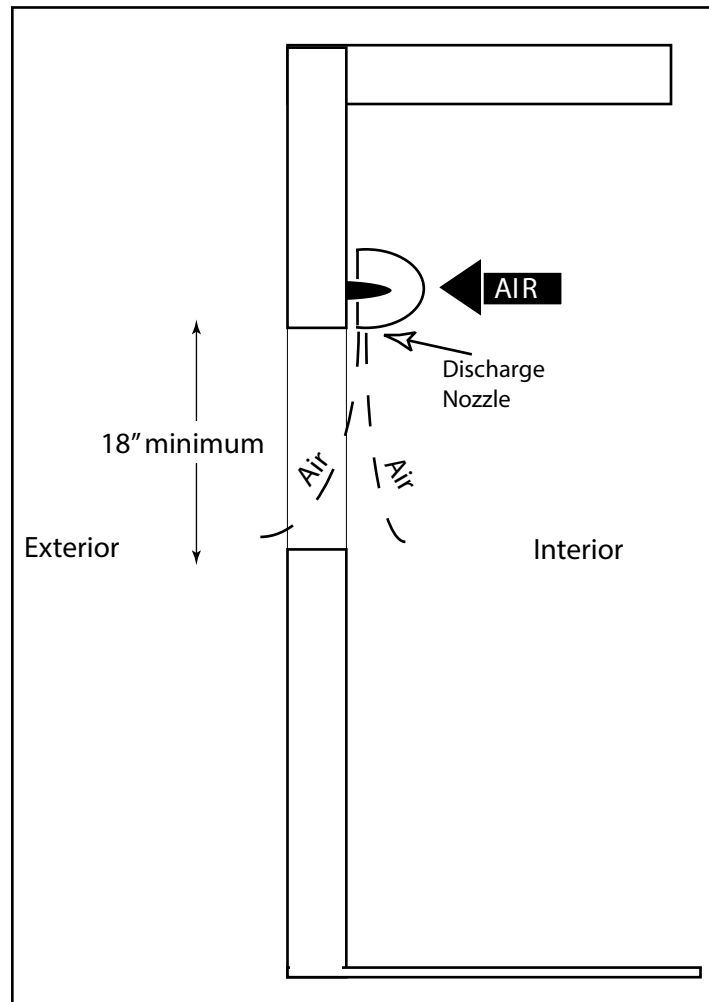 AIR
Discharge
Nozzle
18” minimum
Air
Air
Exterior
Interior